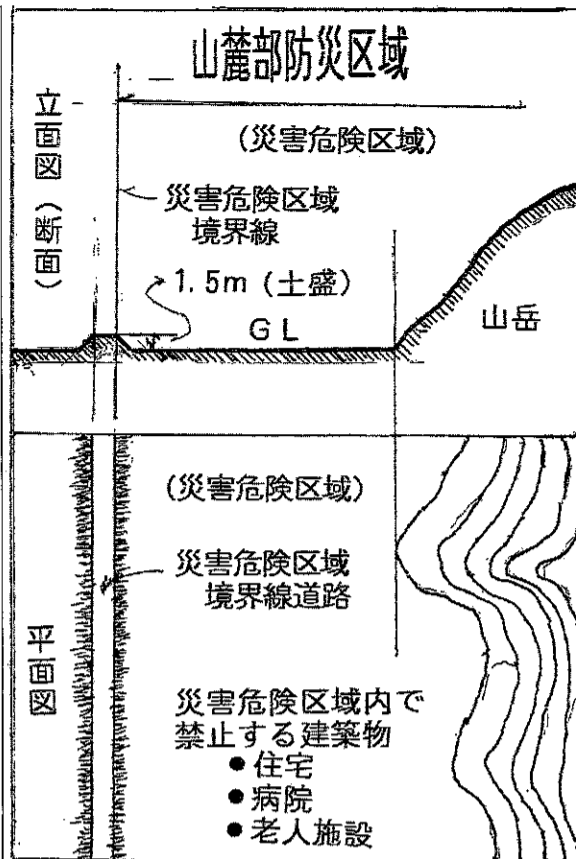 山麓部防災区域
立面図（断面）
（災害危険区域）
災害危険区域
境界線
1.5m（土盛）
GL
山岳
（災害危険区域）
災害危険区域
境界線道路
平面図
災害危険区域内で
禁止する建築物
●住宅
●病院
●老人施設